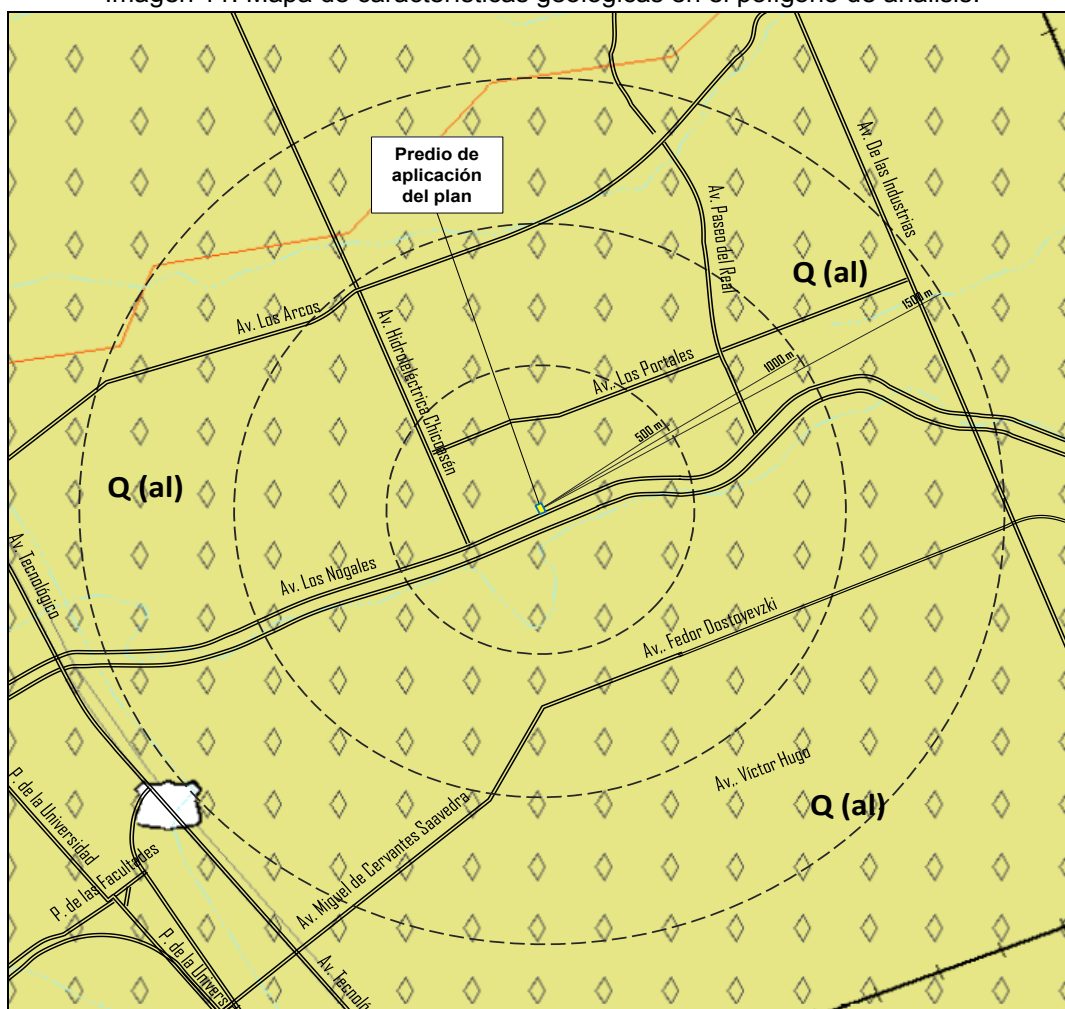 Imagen 11. Mapa de características geológicas en el polígono de análisis.
Predio de
aplicación
del plan
Av. De las Industrias
Av. Paseo del Real
Q (al)
1500 m
Av. Los Arcos
Av. Hidroeléctrica Chicoasén
Av,. Los Portales
1000 m
500 m
Q (al)
Av. Tecnológico
Av. Los Nogales
Av,. Fedor Dostoyevzki
Av,. Víctor Hugo
Q (al)
P. de la Universidad
P. de las Facultades
Av. Miguel de Cervantes Saavedra
P. de la Universi
Av. Tecnoló